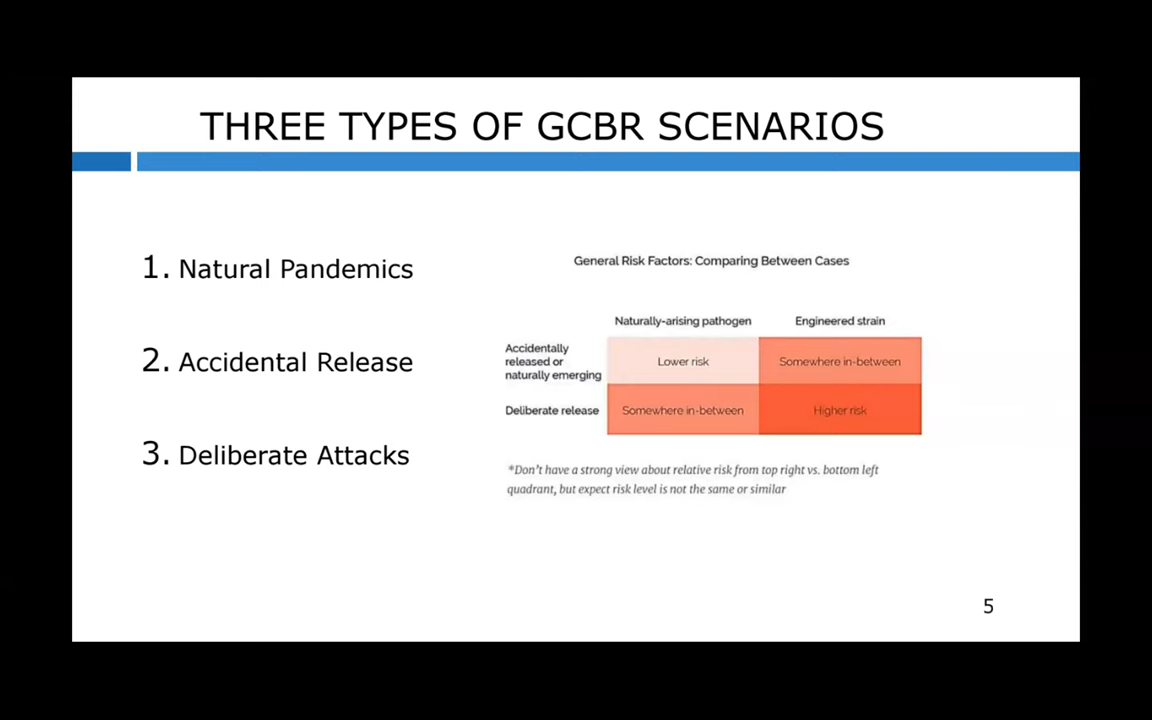 THREE TYPES OF GCBR SCENARIOS
1. Natural Pandemics
2. Accidental Release
3. Deliberate Attacks
General Risk Factors: Comparing Between Cases
Naturally-arising pathogen Engineered strain
Accidentally
released or
naturally emerging
Lower risk Somewhere in-between
Deliberate release Somewhere in-between Higher risk
*Don't have a strong view about relative risk from top right vs. bottom left
quadrant, but expect risk level is not the same or similar
5